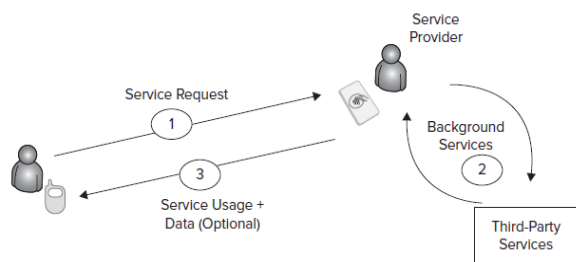 Service
Provider
Service Request
1
Background
Services
2
3
Service Usage +
Data (Optional)
Third-Party
Services